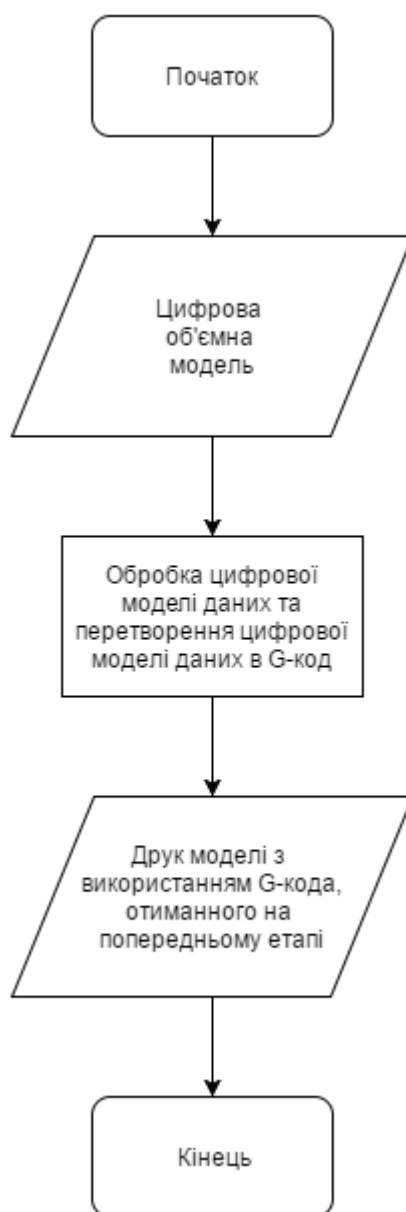 Початок
Цифрова
об'ємна
модель
Обробка цифрової
моделі даних та
перетворення цифрової
моделі даних в G-код
Друк моделі з
використанням G-кода,
отиманного на
попередньому етапі
Кінець